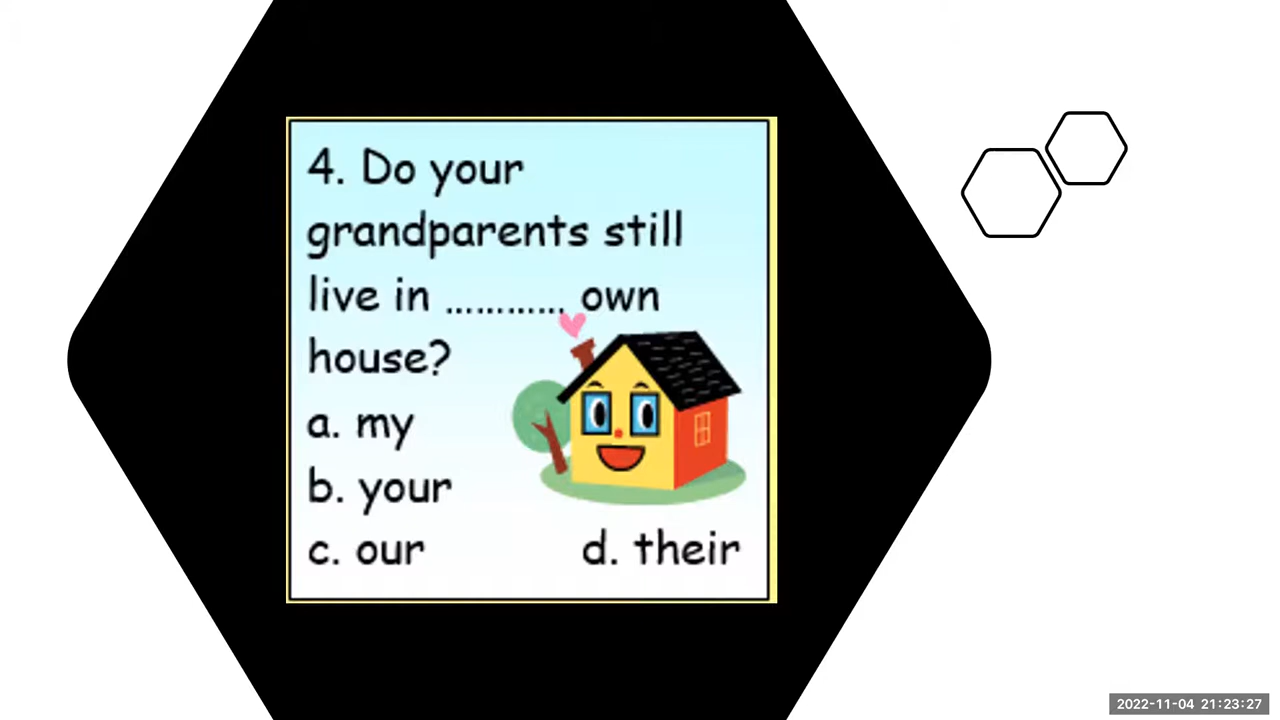 4. Do your
grandparents still
live in ............ own
house?
a. my
b. your
c. our d. their
2022-11-04 21:23:27